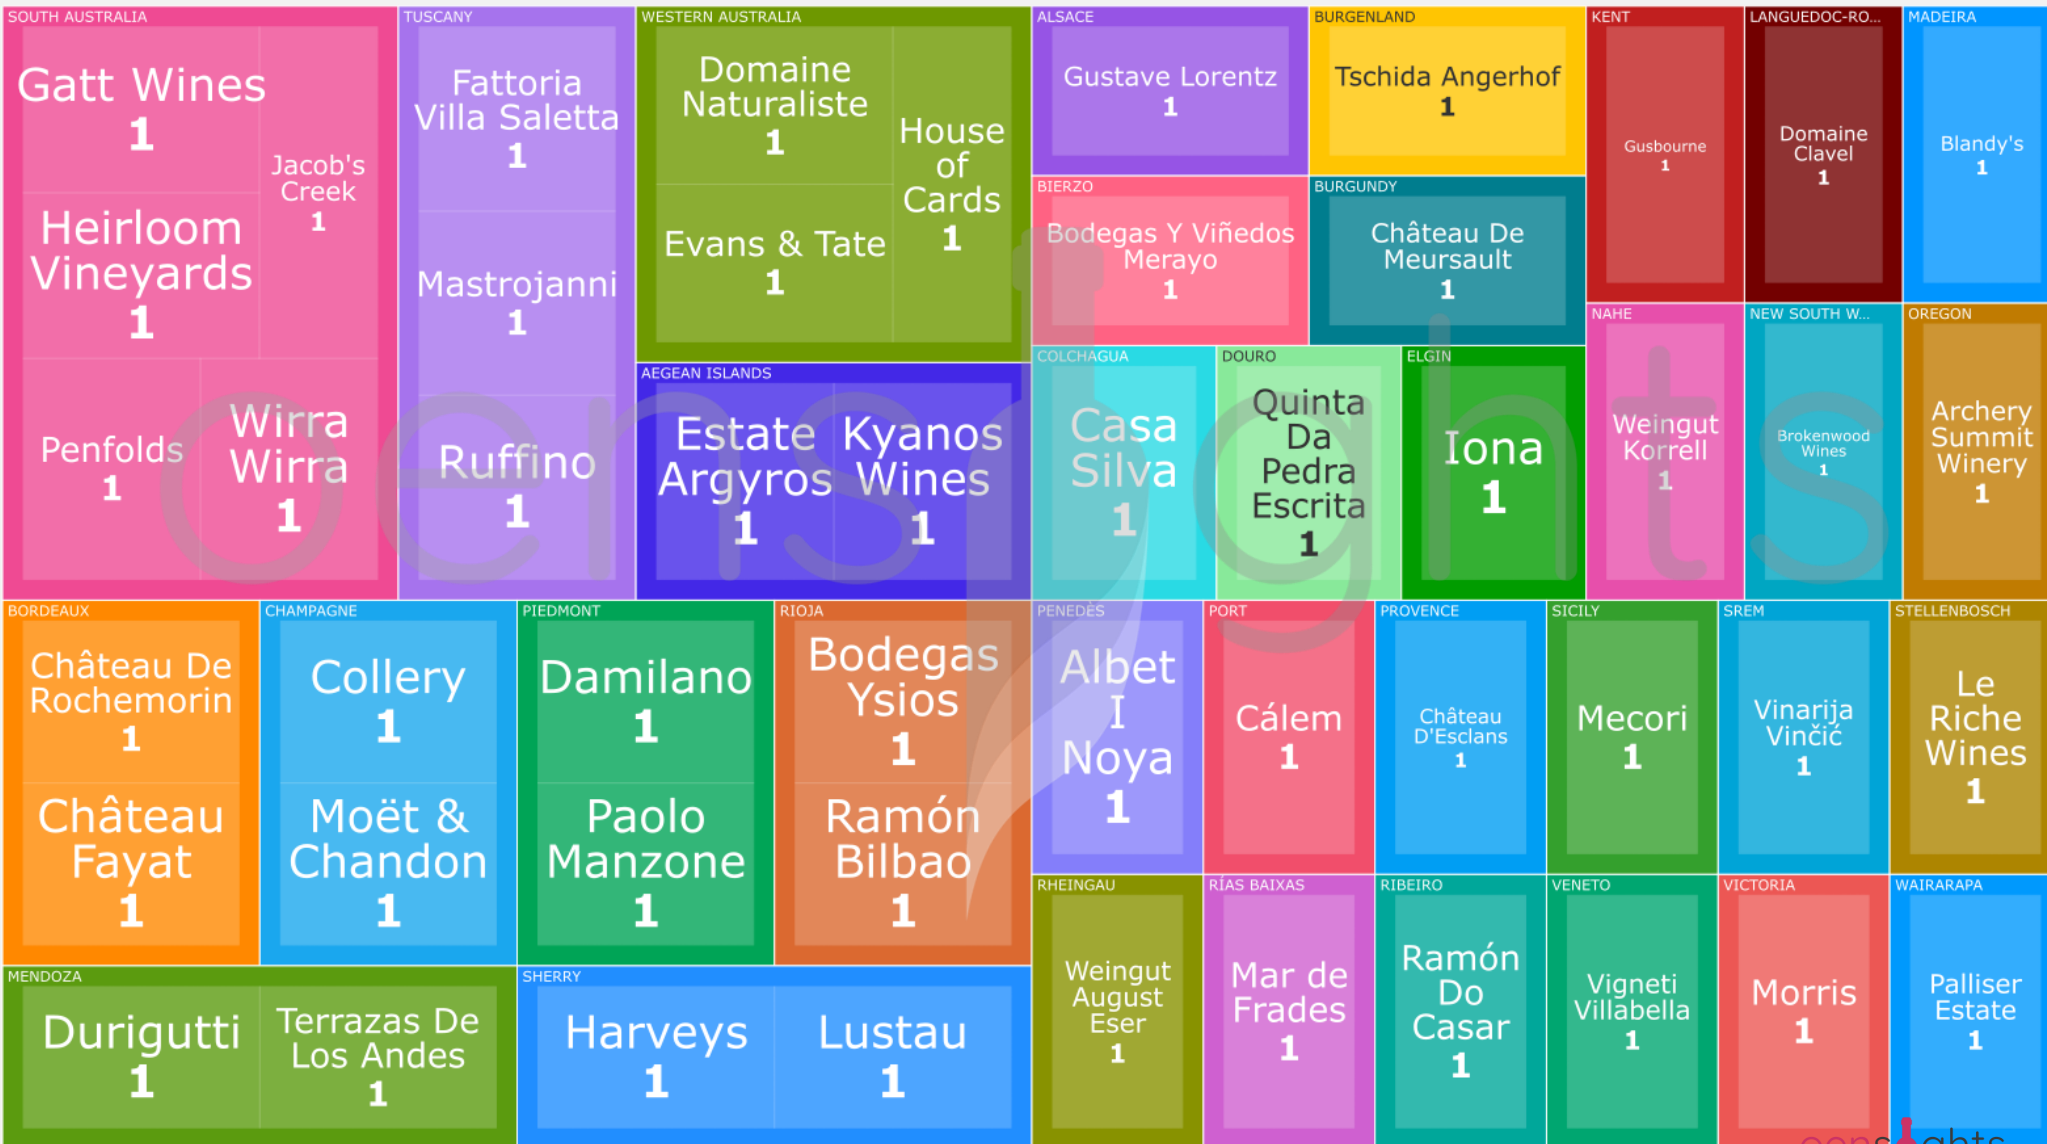 SOUTH AUSTRALIA
Gatt Wines
1
Jacob's
Creek
1
Heirloom
Vineyards
1
Penfolds
1
Wirra
Wirra
1
TUSCANY
Fattoria
Villa Saletta
1
Mastrojanni
1
Ruffino
1
WESTERN AUSTRALIA
Domaine
Naturaliste
1
House
of
Cards
1
Evans & Tate
1
AEGEAN ISLANDS
Estate
Argyros
1
Kyanos
Wines
1
ALSACE
Gustave Lorentz
1
BURGENLAND
Tschida Angerhof
1
BIERZO
Bodegas Y Viñedos
Merayo
1
BURGUNDY
Château De
Meursault
1
COLCHAGUA
Casa
Silva
1
DOURO
Quinta
Da
Pedra
Escrita
1
ELGIN
Iona
1
KENT
Gusbourne
1
LANGUEDOC-RO...
Domaine
Clavel
1
MADEIRA
Blandy's
1
NAHE
Weingut
Korrell
1
NEW SOUTH W...
Brokenwood
Wines
1
OREGON
Archery
Summit
Winery
1
BORDEAUX
Château De
Rochemorin
1
Château
Fayat
1
CHAMPAGNE
Collery
1
Moët &
Chandon
1
PIEDMONT
Damilano
1
Paolo
Manzone
1
RIOJA
Bodegas
Ysios
1
Ramón
Bilbao
1
MENDOZA
Durigutti
1
Terrazas De
Los Andes
1
SHERRY
Harveys
1
Lustau
1
PENEDÈS
Albet
I
Noya
1
PORT
Cálem
1
PROVENCE
Château
D'Esclans
1
SICILY
Mecori
1
SREM
Vinarija
Vinčić
1
STELLENBOSCH
Le
Riche
Wines
1
RHEINGAU
Weingut
August
Eser
1
RÍAS BAIXAS
Mar de
Frades
1
RIBEIRO
Ramón
Do
Casar
1
VENETO
Vigneti
Villabella
1
VICTORIA
Morris
1
WAIRARAPA
Palliser
Estate
1
oensights